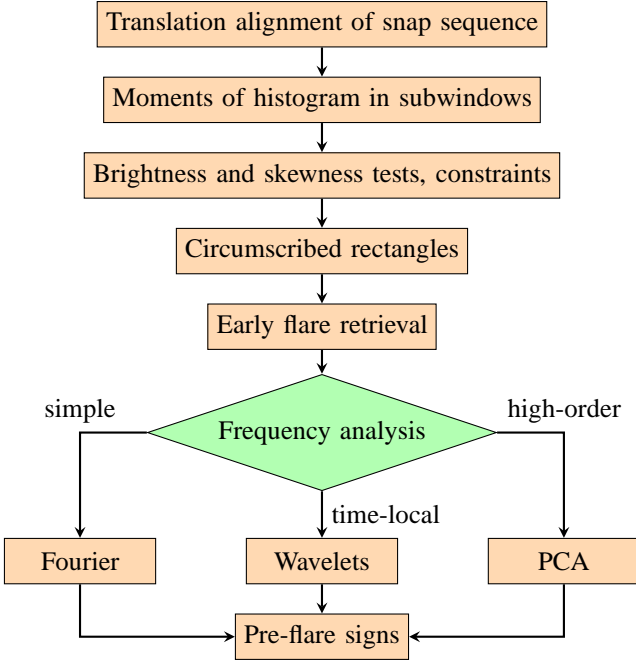 Translation alignment of snap sequence
Moments of histogram in subwindows
Brightness and skewness tests, constraints
Circumscribed rectangles
Early flare retrieval
simple
high-order
Frequency analysis
time-local
Fourier
Wavelets
PCA
Pre-flare signs